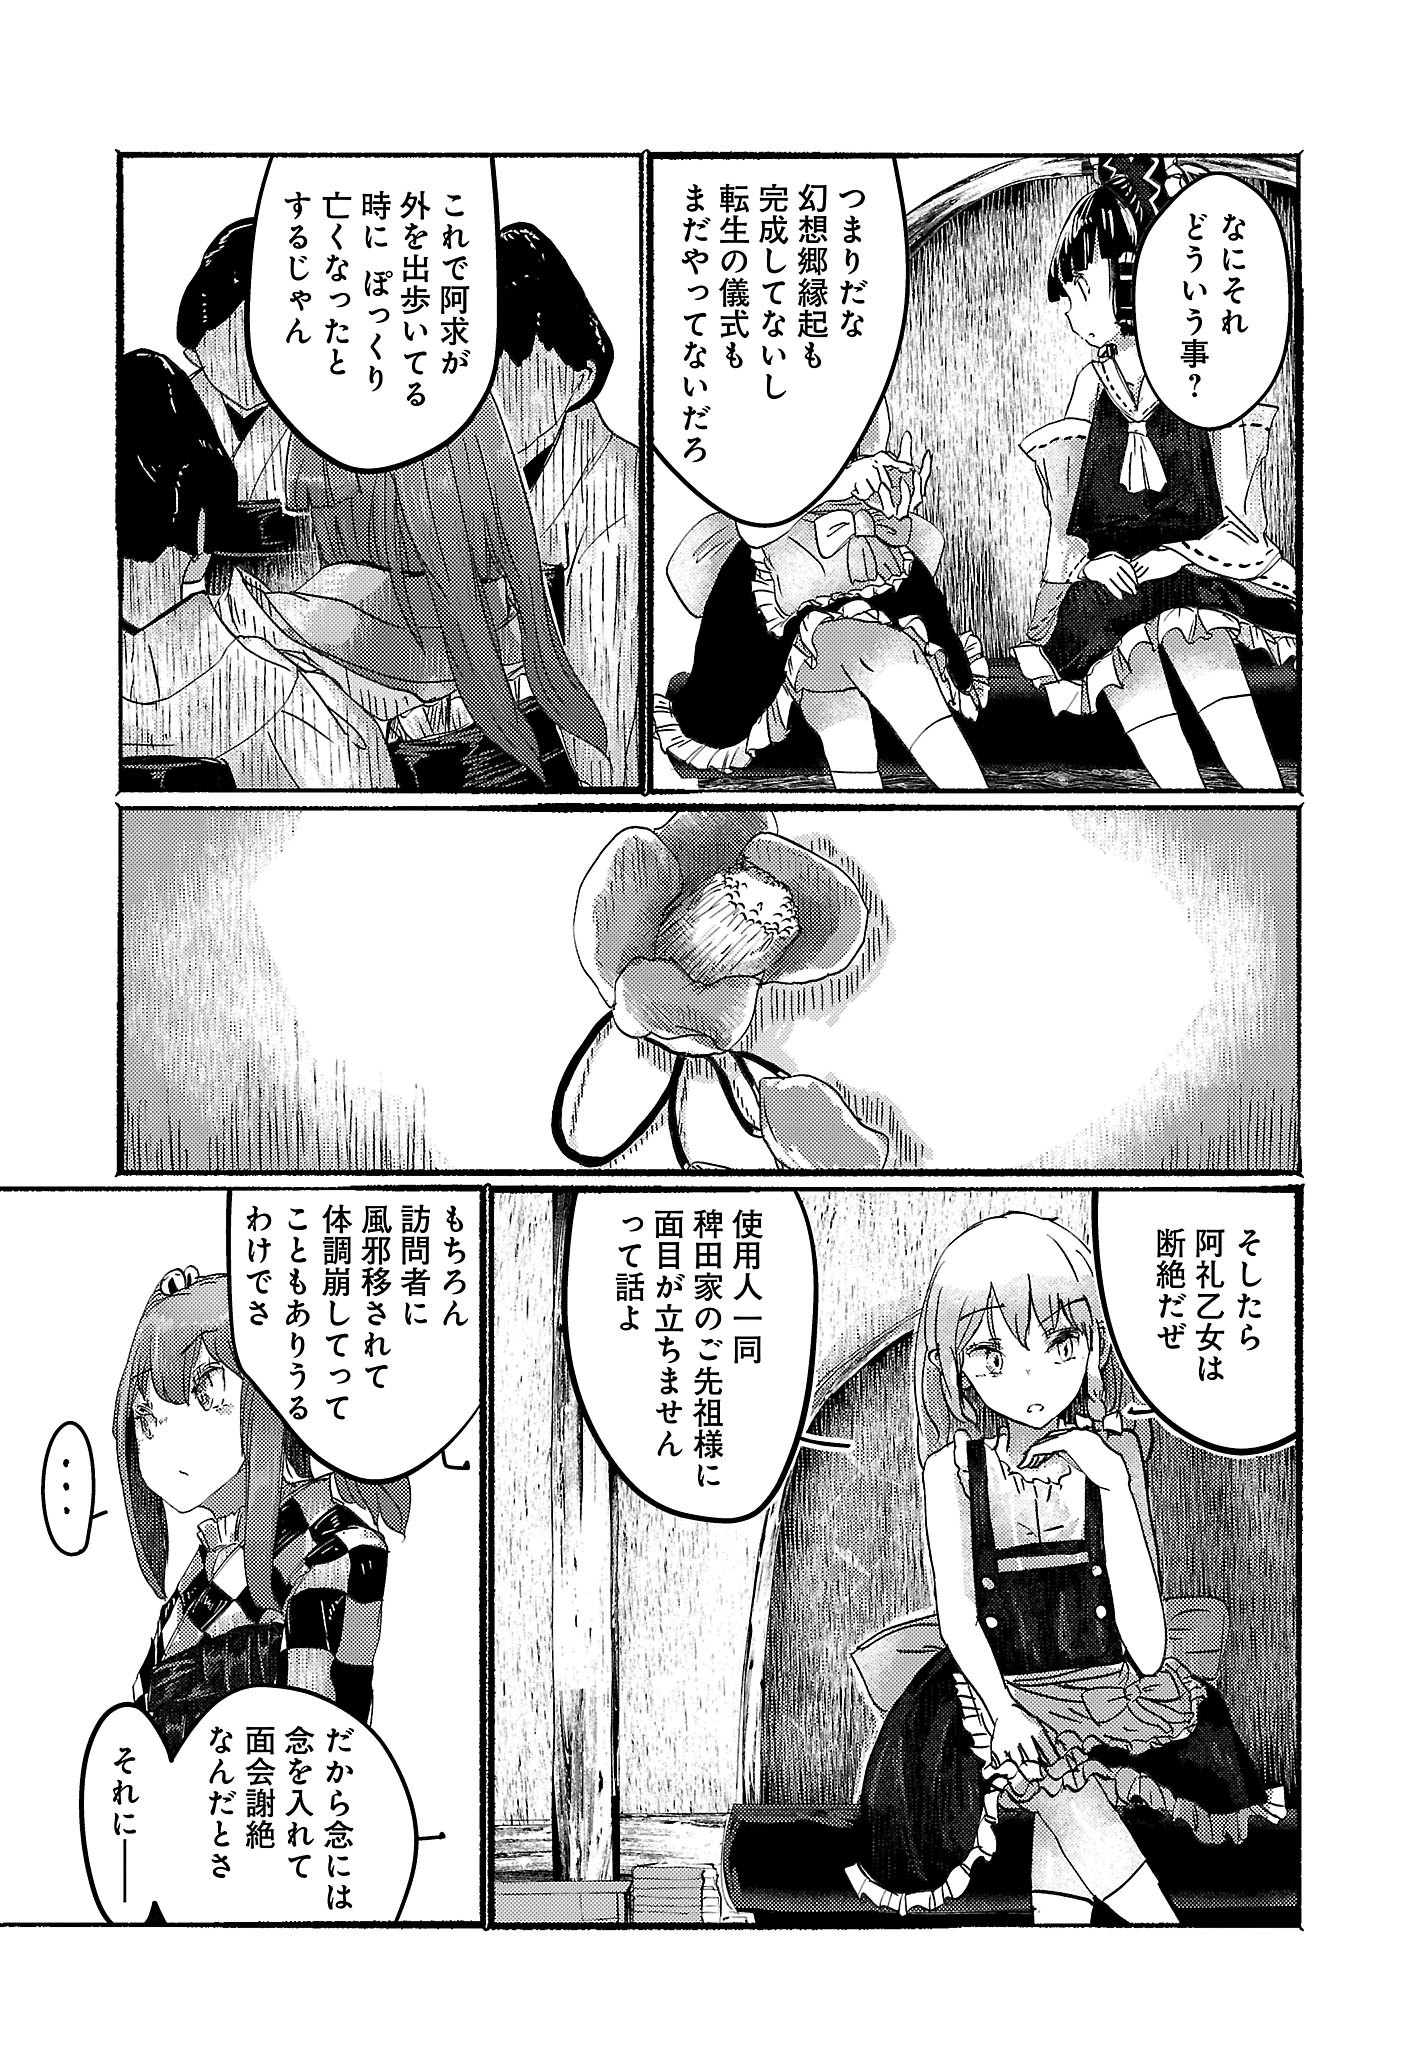 なにそれ
どういう事?
つまりだな
幻想郷縁起も
完成してないし
転生の儀式も
まだやってないだろ
これで阿求が
外を出歩いてる
時に ぽっくり
亡くなったと
するじゃん
そしたら
阿礼乙女は
断絶だぜ
使用人一同
稗田家のご先祖様に
面目が立ちません
って話よ
もちろん
訪問者に
風邪移されて
体調崩してって
こともありうる
わけでさ
・・・
だから念には
念を入れて
面会謝絶
なんだとさ
それに――